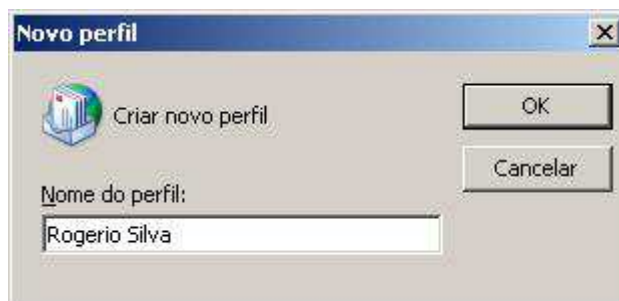 Novo perfil
Criar novo perfil
OK
Cancelar
Nome do perfil:
Rogerio Silva